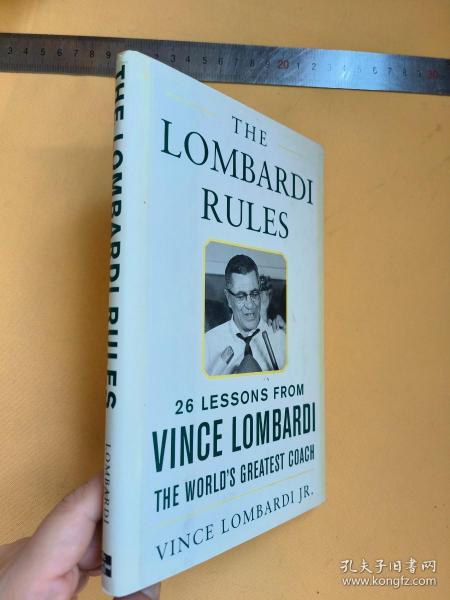 THE
LOMBARDI
RULES
26 LESSONS FROM
VINCE LOMBARDI
THE WORLD'S GREATEST COACH
VINCE LOMBARDI JR.
THE LOMBARDI RULES
LOMBARDI
孔夫子旧书网
www.kongfz.com